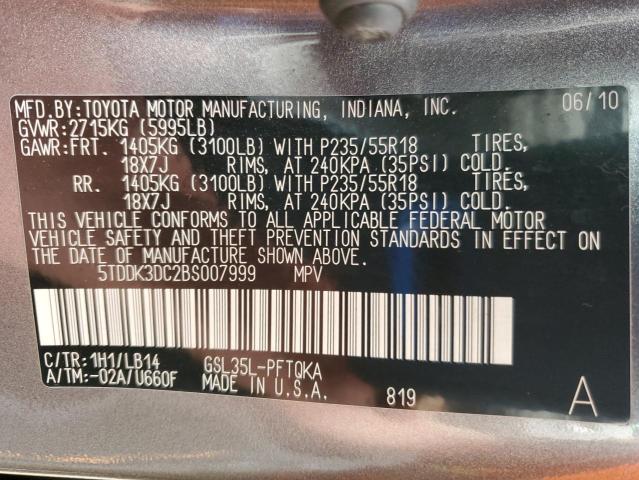 MFD. BY: TOYOTA MOTOR MANUFACTURING, INDIANA, INC. 06/10
GVWR: 2715KG (5995LB)
GAWR: FRT. 1405KG (3100LB) WITH P235/55R18 TIRES,
18X7J RIMS, AT 240KPA (35PSI) COLD.
RR. 1405KG (3100LB) WITH P235/55R18 TIRES,
18X7J RIMS, AT 240KPA (35PSI) COLD.
THIS VEHICLE CONFORMS TO ALL APPLICABLE FEDERAL MOTOR
VEHICLE SAFETY AND THEFT PREVENTION STANDARDS IN EFFECT ON
THE DATE OF MANUFACTURE SHOWN ABOVE.
5TDDK3DC2BS007999 MPV
C/TR: 1H1/LB14 GSL35L-PFTQKA
A/TM:-02A/U660F MADE IN U.S.A. 819 A